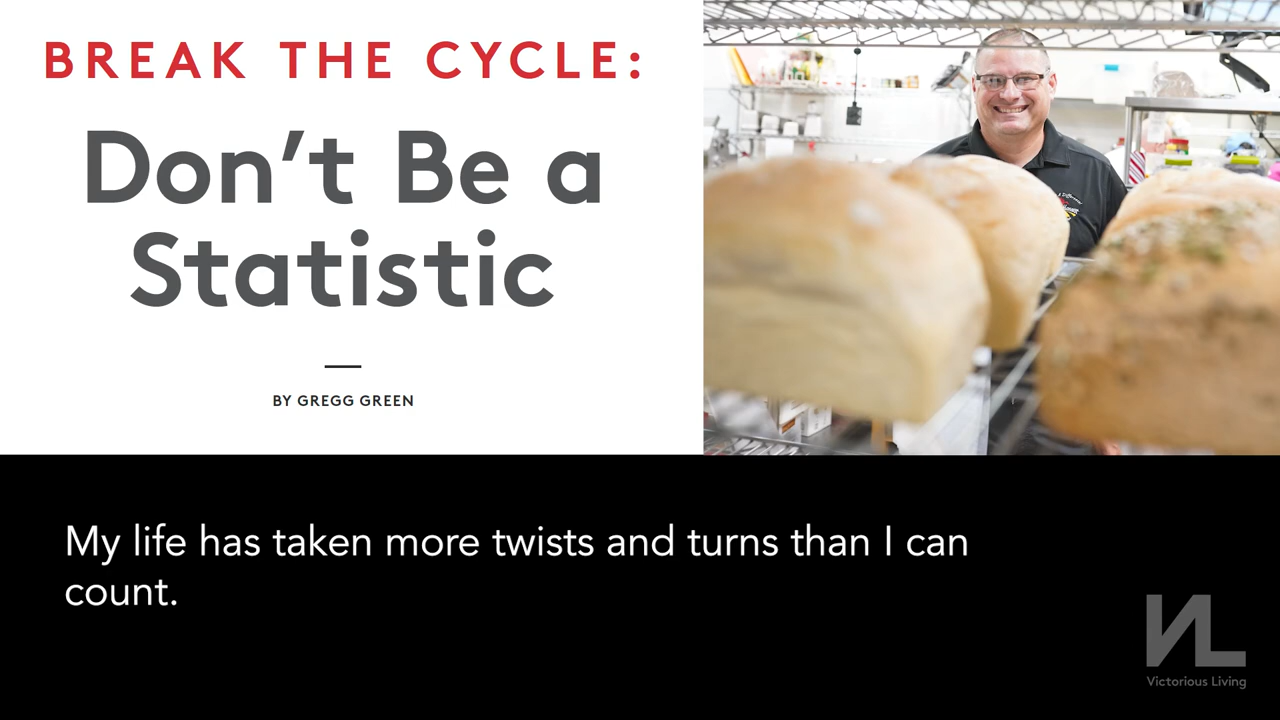 BREAK THE CYCLE:
Don’t Be a
Statistic
BY GREGG GREEN
My life has taken more twists and turns than I can
count.
VL
Victorious Living